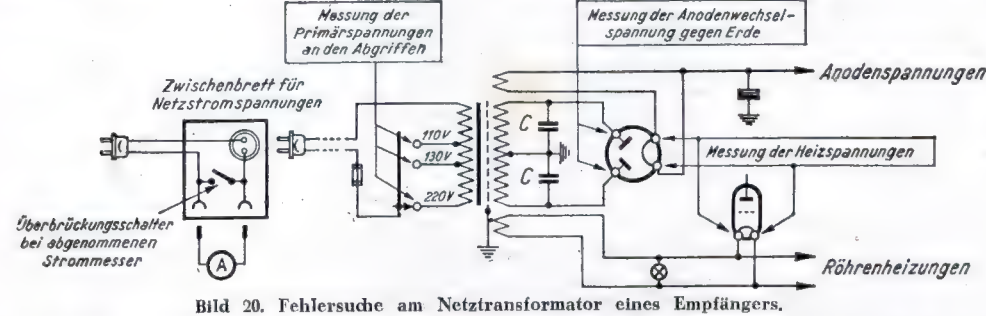 Messung der
Primärspannungen
an den Abgriffen
Messung der Anodenwechsel-
spannung gegen Erde
Anodenspannungen
Zwischenbrett für
Netzstromspannungen
110V
130V
220V
C
C
Messung der Heizspannungen
Überbrückungsschalter
bei abgenommenen
Strommesser
A
Röhrenheizungen
Bild 20. Fehlersuche am Netztransformator eines Empfängers.